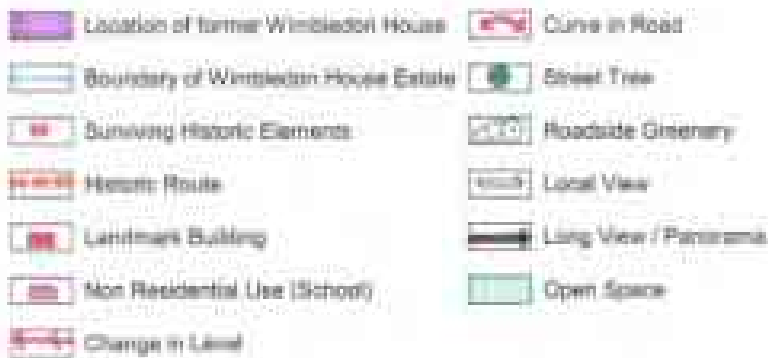 Location of former Wimbledon House
Boundary of Wimbledon House Estate
Surviving Historic Elements
Historic Route
Landmark Building
Non Residential Use (School)
Change in Level
Curve in Road
Street Tree
Roadside Greenery
Local View
Long View / Panorama
Open Space